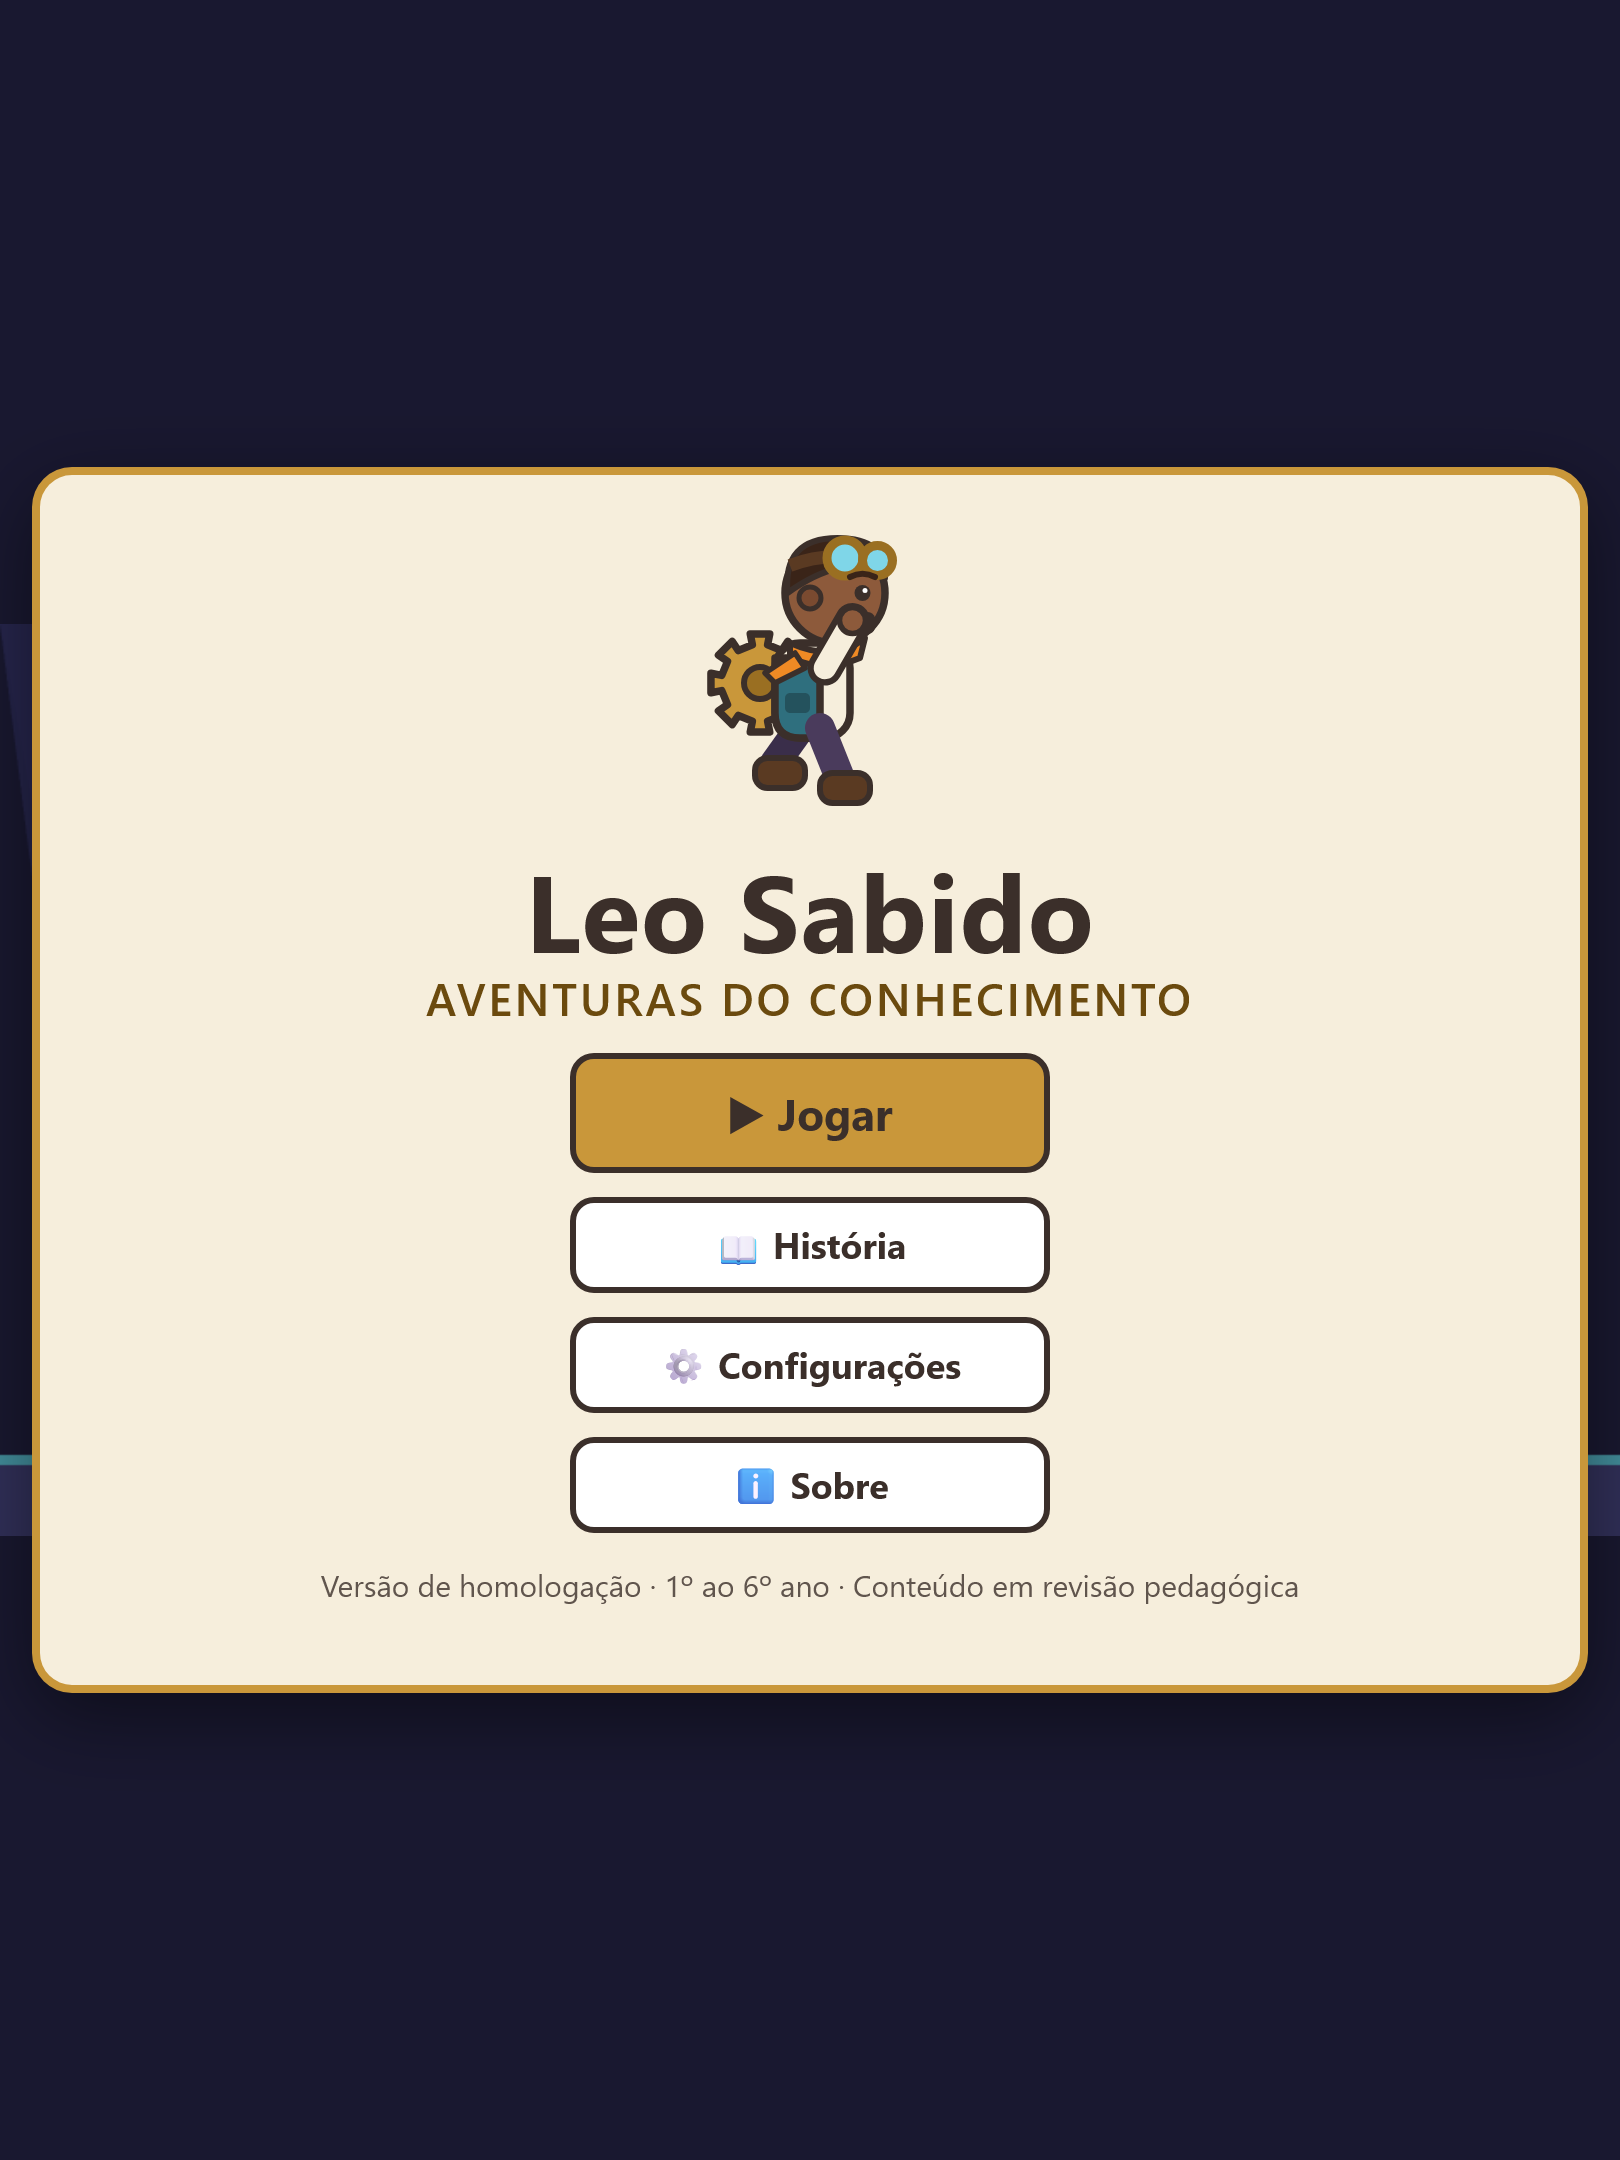 Leo Sabido
AVENTURAS DO CONHECIMENTO
▶ Jogar
📖 História
⚙️ Configurações
ℹ️ Sobre
Versão de homologação · 1º ao 6º ano · Conteúdo em revisão pedagógica